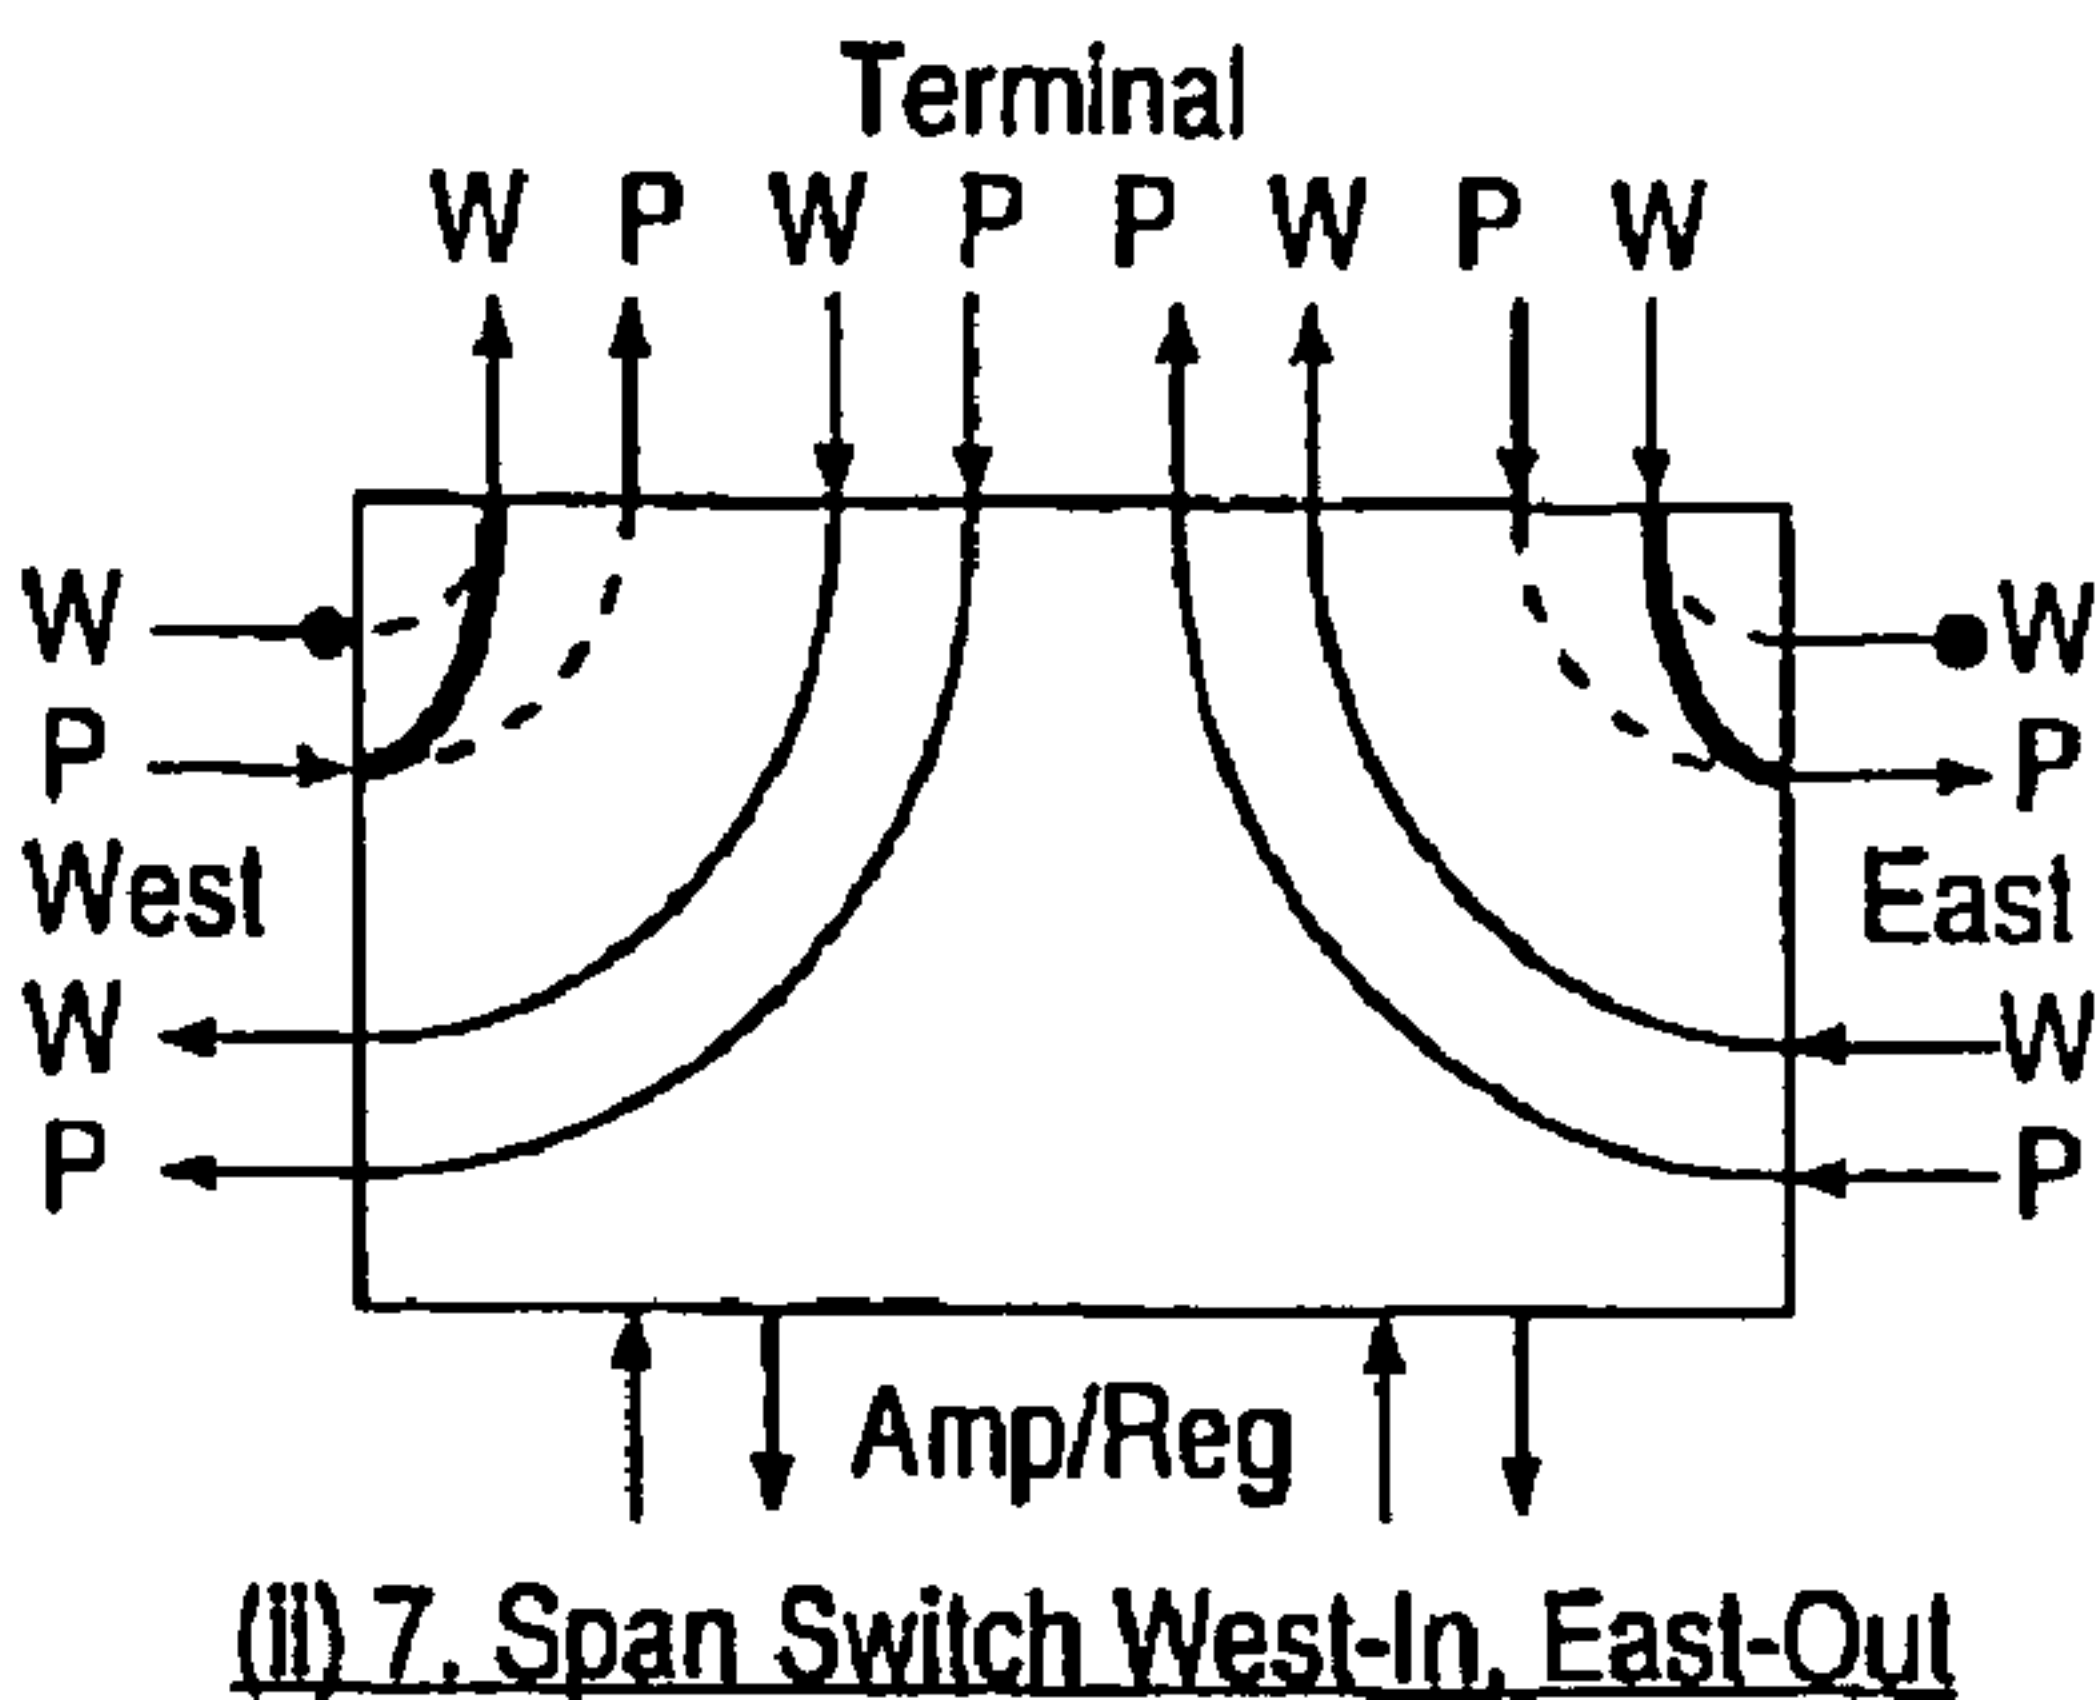 Terminal
W P W P P W P W
W W
P P
West East
W W
P P
Amp/Reg
(ii) 7. Span Switch West-In, East-Out